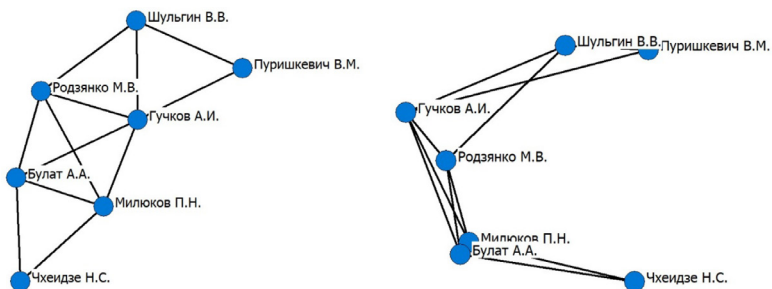 Шульгин В.В.
Пуришкевич В.М.
Родзянко М.В.
Гучков А.И.
Булат А.А.
Милюков П.Н.
Чхеидзе Н.С.
Шульгин В.В.
Пуришкевич В.М.
Гучков А.И.
Родзянко М.В.
Милюков П.Н.
Булат А.А.
Чхеидзе Н.С.